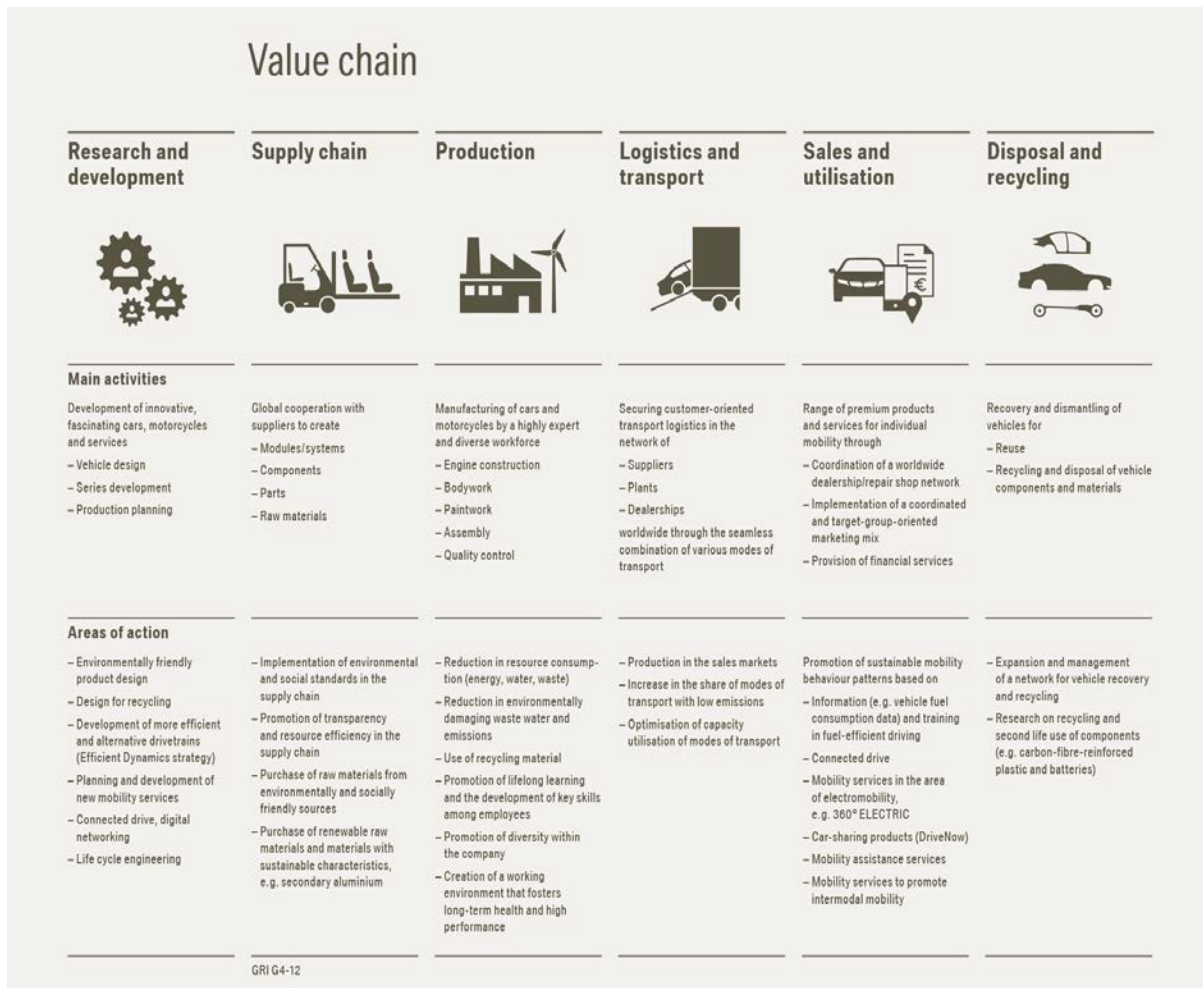 Value chain
Research and
development
Supply chain
Production
Logistics and
transport
Sales and
utilisation
Disposal and
recycling
€
Main activities
Development of innovative,
fascinating cars, motorcycles
and services
– Vehicle design
– Series development
– Production planning
Global cooperation with
suppliers to create
– Modules/systems
– Components
– Parts
– Raw materials
Manufacturing of cars and
motorcycles by a highly expert
and diverse workforce
– Engine construction
– Bodywork
– Paintwork
– Assembly
– Quality control
Securing customer-oriented
transport logistics in the
network of
– Suppliers
– Plants
– Dealerships
worldwide through the seamless
combination of various modes of
transport
Range of premium products
and services for individual
mobility through
– Coordination of a worldwide
dealership/repair shop network
– Implementation of a coordinated
and target-group-oriented
marketing mix
– Provision of financial services
Recovery and dismantling of
vehicles for
– Reuse
– Recycling and disposal of vehicle
components and materials
Areas of action
– Environmentally friendly
product design
– Design for recycling
– Development of more efficient
and alternative drivetrains
(Efficient Dynamics strategy)
– Planning and development of
new mobility services
– Connected drive, digital
networking
– Life cycle engineering
– Implementation of environmental
and social standards in the
supply chain
– Promotion of transparency
and resource efficiency in the
supply chain
– Purchase of raw materials from
environmentally and socially
friendly sources
– Purchase of renewable raw
materials and materials with
sustainable characteristics,
e.g. secondary aluminium
– Reduction in resource consump-
tion (energy, water, waste)
– Reduction in environmentally
damaging waste water and
emissions
– Use of recycling material
– Promotion of lifelong learning
and the development of key skills
among employees
– Promotion of diversity within
the company
– Creation of a working
environment that fosters
long-term health and high
performance
– Production in the sales markets
– Increase in the share of modes of
transport with low emissions
– Optimisation of capacity
utilisation of modes of transport
Promotion of sustainable mobility
behaviour patterns based on
– Information (e.g. vehicle fuel
consumption data) and training
in fuel-efficient driving
– Connected drive
– Mobility services in the area
of electromobility,
e.g. 360° ELECTRIC
– Car-sharing products (DriveNow)
– Mobility assistance services
– Mobility services to promote
intermodal mobility
– Expansion and management
of a network for vehicle recovery
and recycling
– Research on recycling and
second life use of components
(e.g. carbon-fibre-reinforced
plastic and batteries)
GRI G4-12